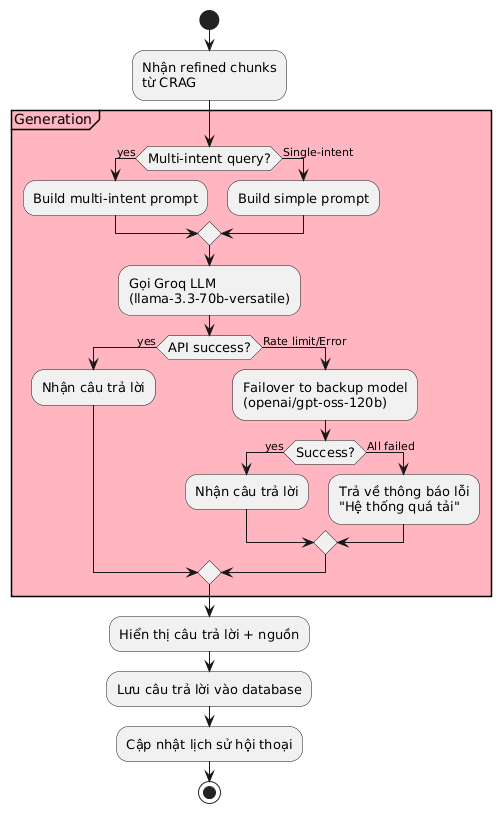 Nhận refined chunks
từ CRAG
Generation
yes
Multi-intent query?
Single-intent
Build multi-intent prompt
Build simple prompt
Gọi Groq LLM
(llama-3.3-70b-versatile)
yes
API success?
Rate limit/Error
Nhận câu trả lời
Failover to backup model
(openai/gpt-oss-120b)
yes
Success?
All failed
Nhận câu trả lời
Trả về thông báo lỗi
"Hệ thống quá tải"
Hiển thị câu trả lời + nguồn
Lưu câu trả lời vào database
Cập nhật lịch sử hội thoại